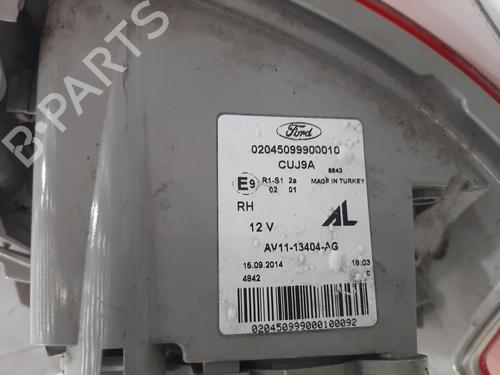 B-PARTS
Ford
02045099900010
CUJ9A
6643
E9 R1-S1 2a MADE IN TURKEY
02 01
RH
AL
12 V
AV11-13404-AG
16.09.2014 18:03
4842 C
020450999000100092